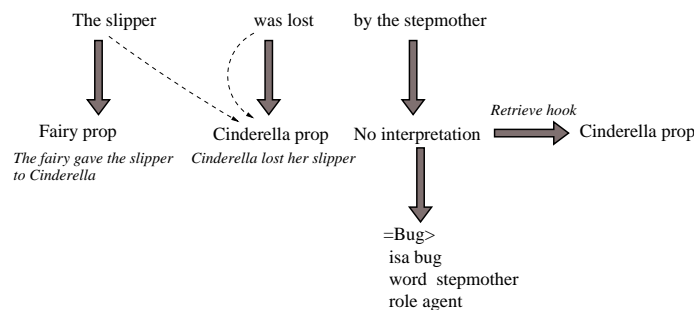 The slipper was lost by the stepmother
Retrieve hook
Fairy prop Cinderella prop No interpretation Cinderella prop
The fairy gave the slipper Cinderella lost her slipper
to Cinderella
=Bug>
isa bug
word stepmother
role agent